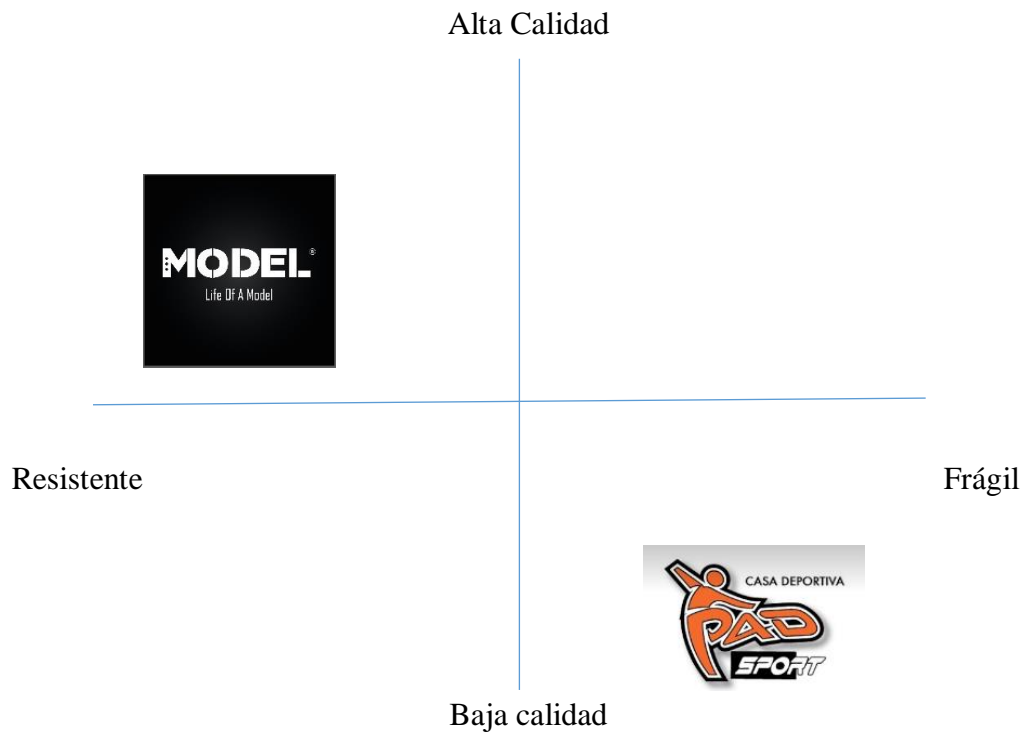 Alta Calidad
MODEL®
Life Of A Model
Resistente
Frágil
CASA DEPORTIVA
PAD
SPORT
Baja calidad